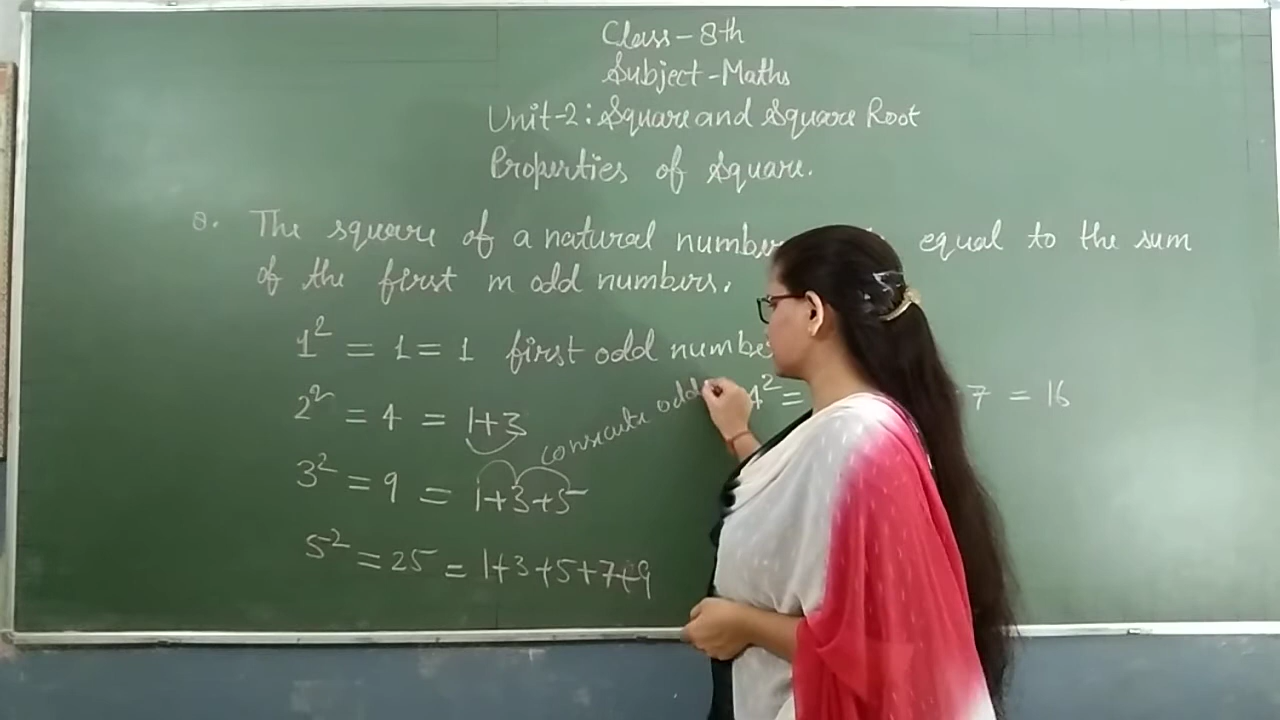 Class - 8th
Subject - Maths
Unit-2 : Square and Square Root
Properties of Square.
8. The square of a natural number equal to the sum
of the first m odd numbers.
1² = 1 = 1 first odd numbe
2² = 4 = 1+3
consecutive odd
4² = 7 = 16
3² = 9 = 1+3+5
5² = 25 = 1+3+5+7+9